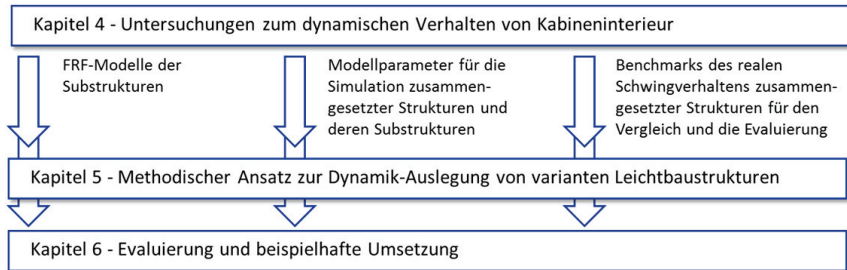 Kapitel 4 - Untersuchungen zum dynamischen Verhalten von Kabineninterieur
FRF-Modelle der
Substrukturen
Modellparameter für die
Simulation zusammen-
gesetzter Strukturen und
deren Substrukturen
Benchmarks des realen
Schwingverhaltens zusammen-
gesetzter Strukturen für den
Vergleich und die Evaluierung
Kapitel 5 - Methodischer Ansatz zur Dynamik-Auslegung von varianten Leichtbaustrukturen
Kapitel 6 - Evaluierung und beispielhafte Umsetzung